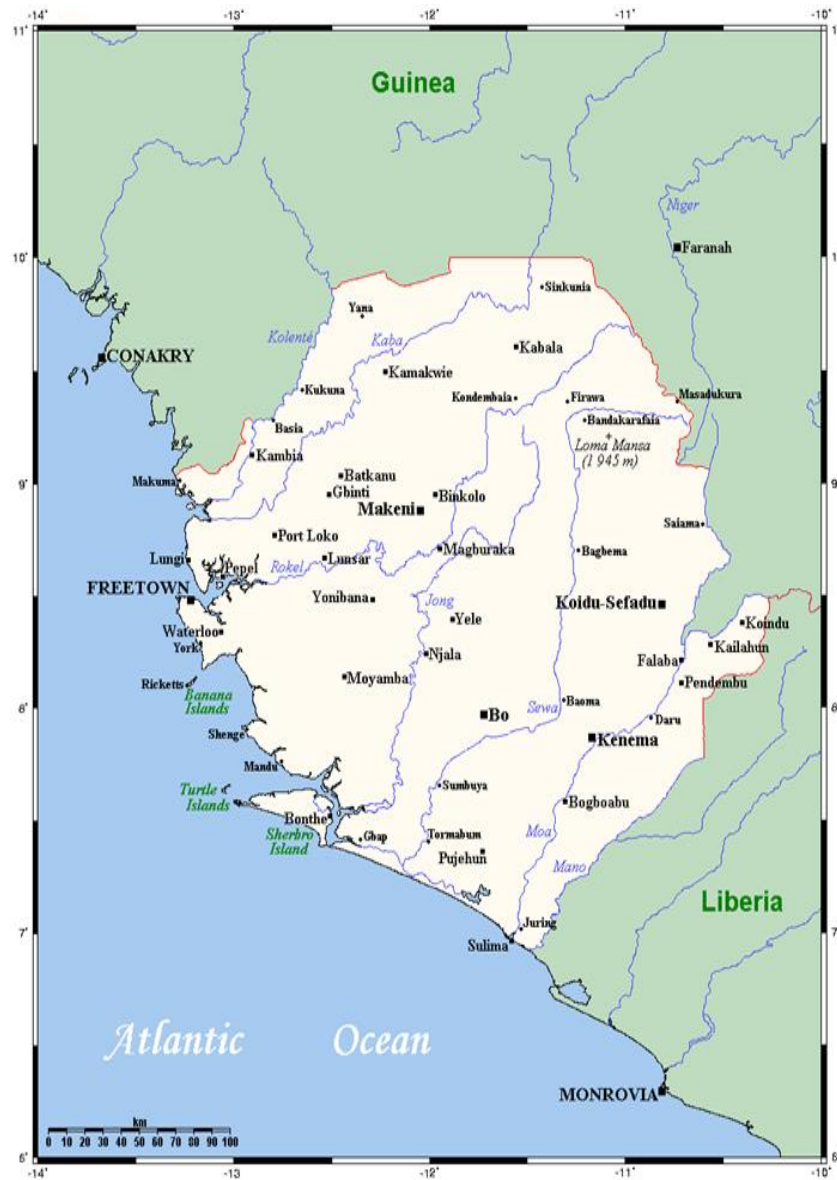 -14
-13
-12
-11
-10
11°
Guinea
Niger
Faranah
10°
Sinkunia
Yana
Kolenté
Kaba
Kabala
CONAKRY
Kamakwie
Kukuna
Kondembaia
Firawa
Masadukura
Basia
Bandakarafaia
Loma Mansa
(1 945 m)
Kambia
Makuma
9°
Batkanu
Gbinti
Binkolo
Makeni
Saiama
Port Loko
Magburaka
Bagbema
Lungi
Pepel
Rokel
Lunsar
FREETOWN
Yonibana
Jong
Koidu-Sefadu
Yele
Koindu
Waterloo
York
Njala
Kailahun
Falaba
Moyamba
Ricketts
Banana
Islands
Pendembu
8°
Sewa
Baoma
Bo
Daru
Shenge
Kenema
Mandu
Turtle
Islands
Sumbuya
Bogboabu
Bonthe
Sherbro
Island
Gbap
Tormabum
Moa
Pujehun
Mano
Liberia
7°
Juring
Sulima
Atlantic Ocean
MONROVIA
km
0 10 20 30 40 50 60 70 80 90 100
6°
-14
-13
-12
-11
-10